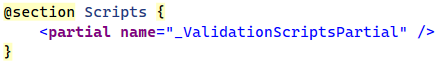 @section Scripts {
    <partial name="_ValidationScriptsPartial" />
}